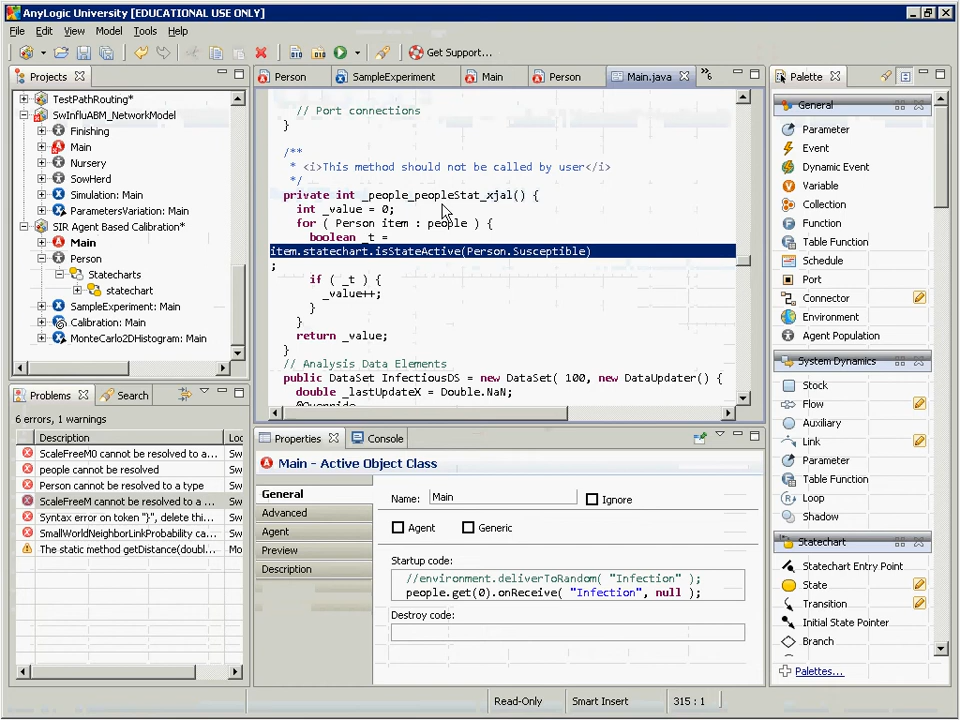 AnyLogic University [EDUCATIONAL USE ONLY]
File Edit View Model Tools Help
Get Support...
Projects
TestPathRouting*
SwInfluABM_NetworkModel
Finishing
Main
Nursery
SowHerd
Simulation: Main
ParametersVariation: Main
SIR Agent Based Calibration*
Main
Person
Statecharts
statechart
SampleExperiment: Main
Calibration: Main
MonteCarlo2DHistogram: Main
Problems Search
6 errors, 1 warnings
Description Loc
ScaleFreeM0 cannot be resolved to a... Sw
people cannot be resolved Sw
Person cannot be resolved to a type Sw
ScaleFreeM cannot be resolved to a ... Sw
Syntax error on token "}", delete thi... Sw
SmallWorldNeighborLinkProbability ca... Sw
The static method getDistance(doubl... Mo
Person SampleExperiment Main Person Main.java
// Port connections
}
/**
* <i>This method should not be called by user</i>
*/
private int _people_peopleStat_xjal() {
int _value = 0;
for ( Person item : people ) {
boolean _t =
item.statechart.isStateActive(Person.Susceptible)
;
if ( _t ) {
_value++;
}
}
return _value;
}
// Analysis Data Elements
public DataSet InfectiousDS = new DataSet( 100, new DataUpdater() {
double _lastUpdateX = Double.NaN;
@Override
Properties Console
Main - Active Object Class
General
Advanced
Agent
Preview
Description
Name: Main Ignore
Agent Generic
Startup code:
//environment.deliverToRandom( "Infection" );
people.get(0).onReceive( "Infection", null );
Destroy code:
Palette
General
Parameter
Event
Dynamic Event
Variable
Collection
Function
Table Function
Schedule
Port
Connector
Environment
Agent Population
System Dynamics
Stock
Flow
Auxiliary
Link
Parameter
Table Function
Loop
Shadow
Statechart
Statechart Entry Point
State
Transition
Initial State Pointer
Branch
Palettes...
Read-Only Smart Insert 315 : 1